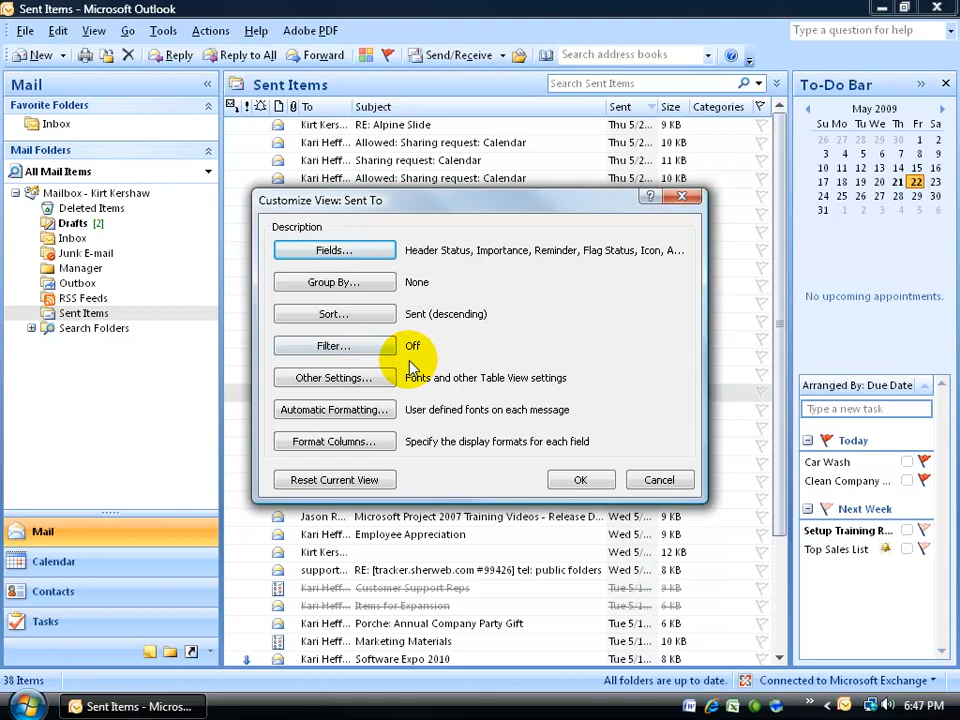 Sent Items - Microsoft Outlook
File Edit View Go Tools Actions Help Adobe PDF
Type a question for help
New Reply Reply to All Forward Send/Receive Search address books
Mail
Favorite Folders
Inbox
Mail Folders
All Mail Items
Mailbox - Kirt Kershaw
Deleted Items
Drafts [2]
Inbox
Junk E-mail
Manager
Outbox
RSS Feeds
Sent Items
Search Folders
Mail
Calendar
Contacts
Tasks
Sent Items
Search Sent Items
! To Subject Sent Size Categories
Kirt Kers... RE: Alpine Slide Thu 5/2... 9 KB
Kari Heff... Allowed: Sharing request: Calendar Thu 5/2... 10 KB
Kari Heff... Sharing request: Calendar Thu 5/2... 11 KB
Kari Heff... Allowed: Sharing request: Calendar Thu 5/2... 10 KB
Customize View: Sent To
Description
Fields... Header Status, Importance, Reminder, Flag Status, Icon, A...
Group By... None
Sort... Sent (descending)
Filter... Off
Other Settings... Fonts and other Table View settings
Automatic Formatting... User defined fonts on each message
Format Columns... Specify the display formats for each field
Reset Current View OK Cancel
Jason R... Microsoft Project 2007 Training Videos - Release D... Wed 5/... 9 KB
Kari Heff... Employee Appreciation Wed 5/... 9 KB
Kirt Kers... Wed 5/... 12 KB
support... RE: [tracker.sherweb.com #99426] tel: public folders Wed 5/... 8 KB
Kari Heff... Customer Support Reps Tue 5/1... 9 KB
Kari Heff... Items for Expansion Tue 5/1... 6 KB
Kari Heff... Porche: Annual Company Party Gift Tue 5/1... 9 KB
Kari Heff... Marketing Materials Tue 5/1... 10 KB
Kari Heff... Software Expo 2010 Tue 5/1... 9 KB
To-Do Bar
May 2009
Su Mo Tu We Th Fr Sa
26 27 28 29 30 1 2
3 4 5 6 7 8 9
10 11 12 13 14 15 16
17 18 19 20 21 22 23
24 25 26 27 28 29 30
31 1 2 3 4 5 6
No upcoming appointments.
Arranged By: Due Date
Type a new task
Today
Car Wash
Clean Company ...
Next Week
Setup Training R...
Top Sales List
38 Items
All folders are up to date. Connected to Microsoft Exchange
Sent Items - Micros...
6:47 PM